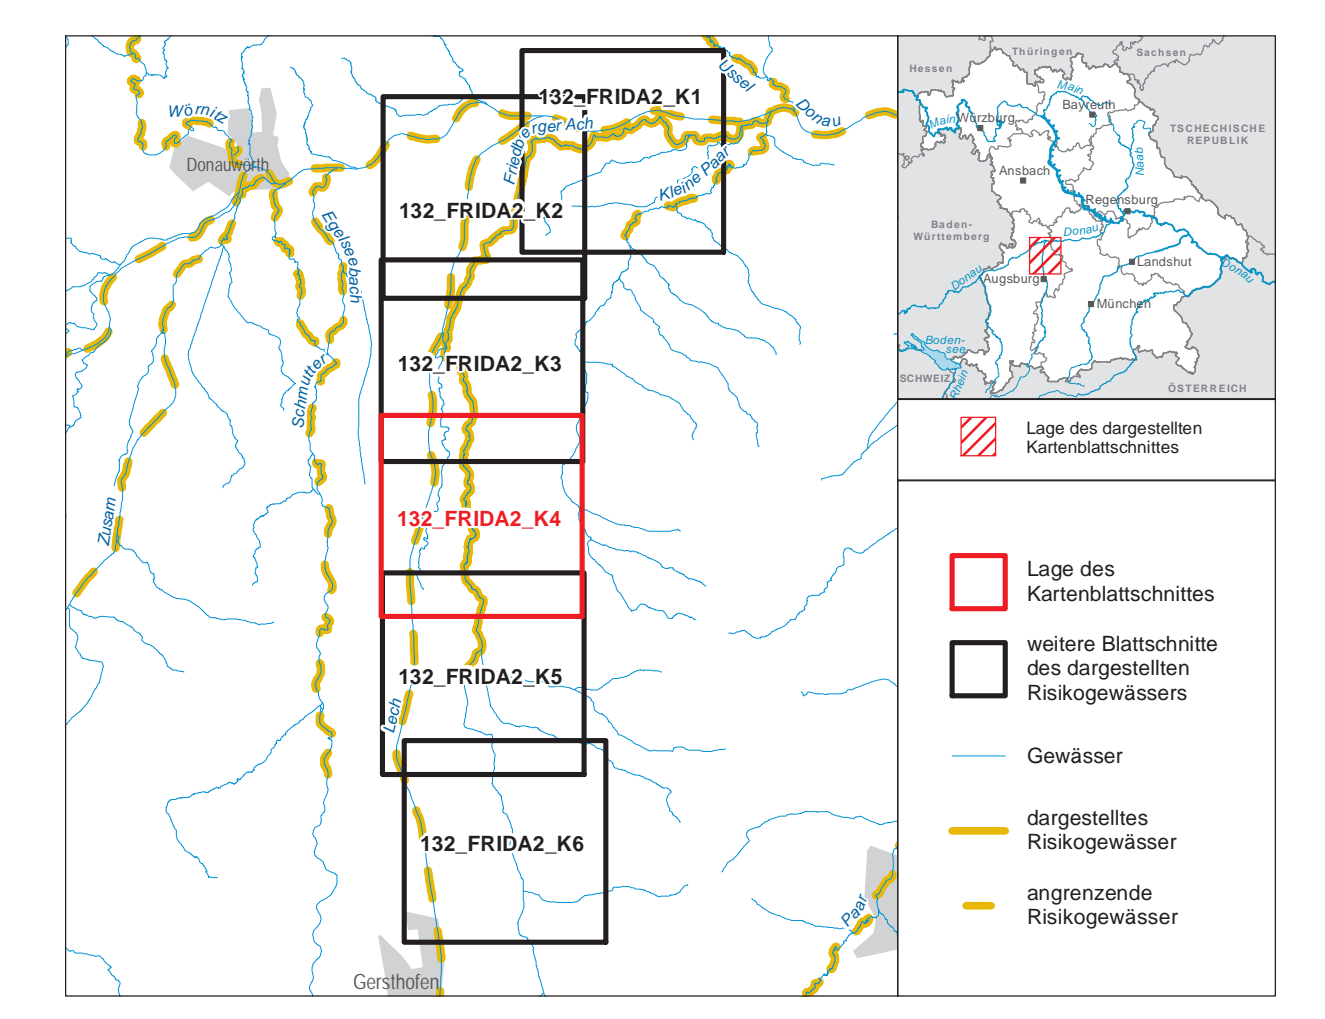 132_FRIDA2_K1
Ussel
Donau
Wörnitz
Friedberger Ach
Donauwörth
Kleine Paar
132_FRIDA2_K2
Egelseebach
132_FRIDA2_K3
Schmutter
Zusam
132_FRIDA2_K4
132_FRIDA2_K5
Lech
132_FRIDA2_K6
Paar
Gersthofen
Thüringen
Sachsen
Hessen
Main
Bayreuth
Main
Würzburg
TSCHECHISCHE
REPUBLIK
Naab
Ansbach
Regensburg
Baden-
Württemberg
Donau
Landshut
Donau
Donau
Augsburg
München
Boden-
see
SCHWEIZ
Rhein
ÖSTERREICH
Lage des dargestellten
Kartenblattschnittes
Lage des
Kartenblattschnittes
weitere Blattschnitte
des dargestellten
Risikogewässers
Gewässer
dargestelltes
Risikogewässer
angrenzende
Risikogewässer